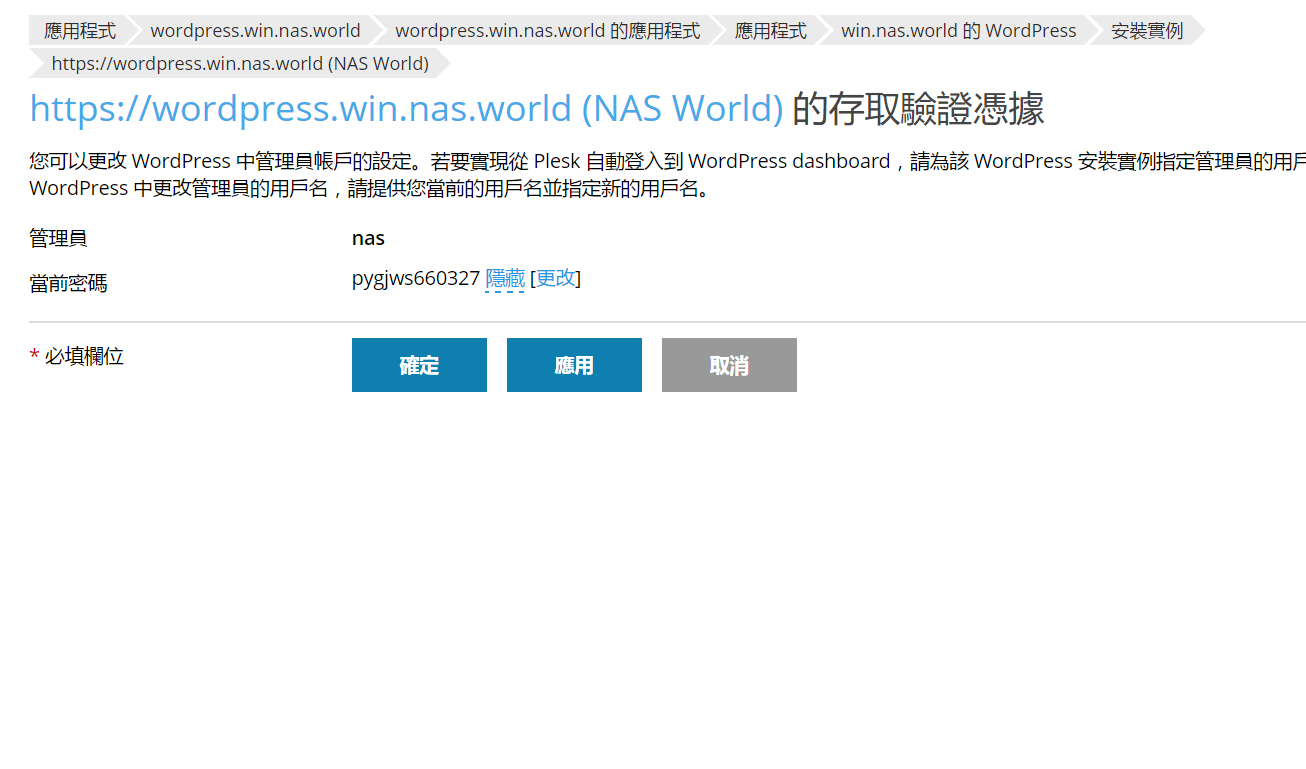 應用程式 wordpress.win.nas.world wordpress.win.nas.world 的應用程式 應用程式 win.nas.world 的 WordPress 安裝實例
https://wordpress.win.nas.world (NAS World)
https://wordpress.win.nas.world (NAS World) 的存取驗證憑據
您可以更改 WordPress 中管理員帳戶的設定。若要實現從 Plesk 自動登入到 WordPress dashboard，請為該 WordPress 安裝實例指定管理員的用戶
WordPress 中更改管理員的用戶名，請提供您當前的用戶名並指定新的用戶名。
管理員 nas
當前密碼 pygjws660327 隱藏 [更改]
* 必填欄位 確定 應用 取消